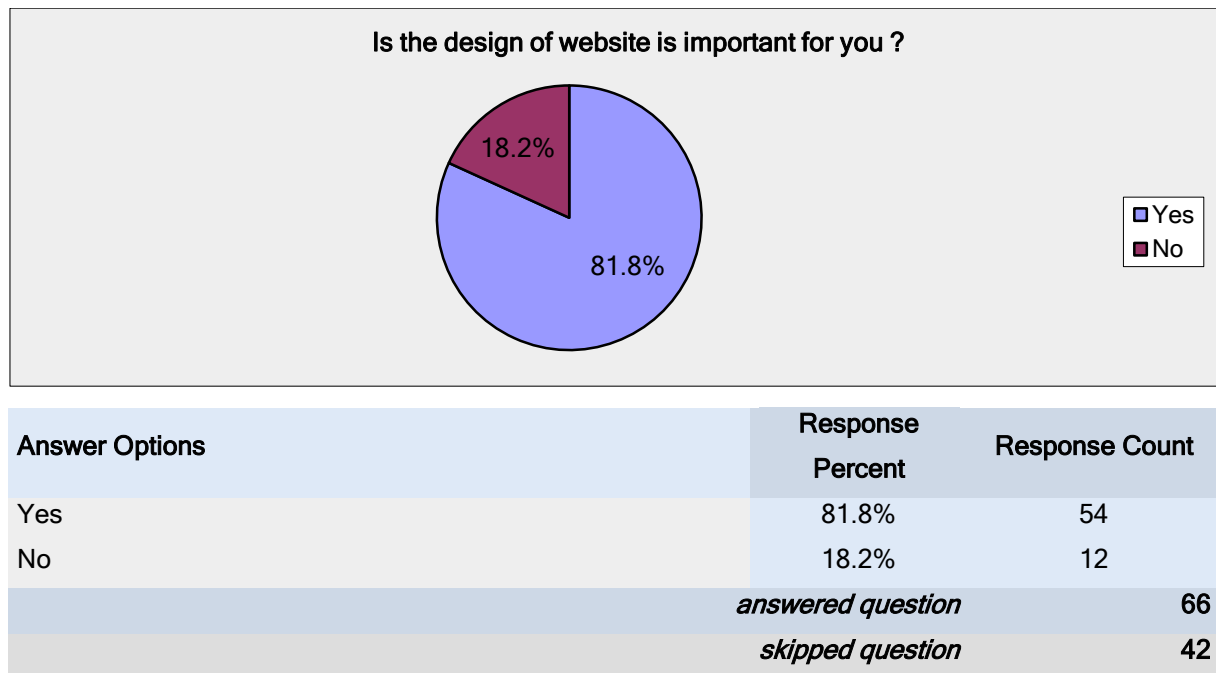 Is the design of website is important for you ?
18.2%
81.8%
Yes
No
Answer Options
Response
Percent
Response Count
Yes 81.8% 54
No 18.2% 12
answered question 66
skipped question 42